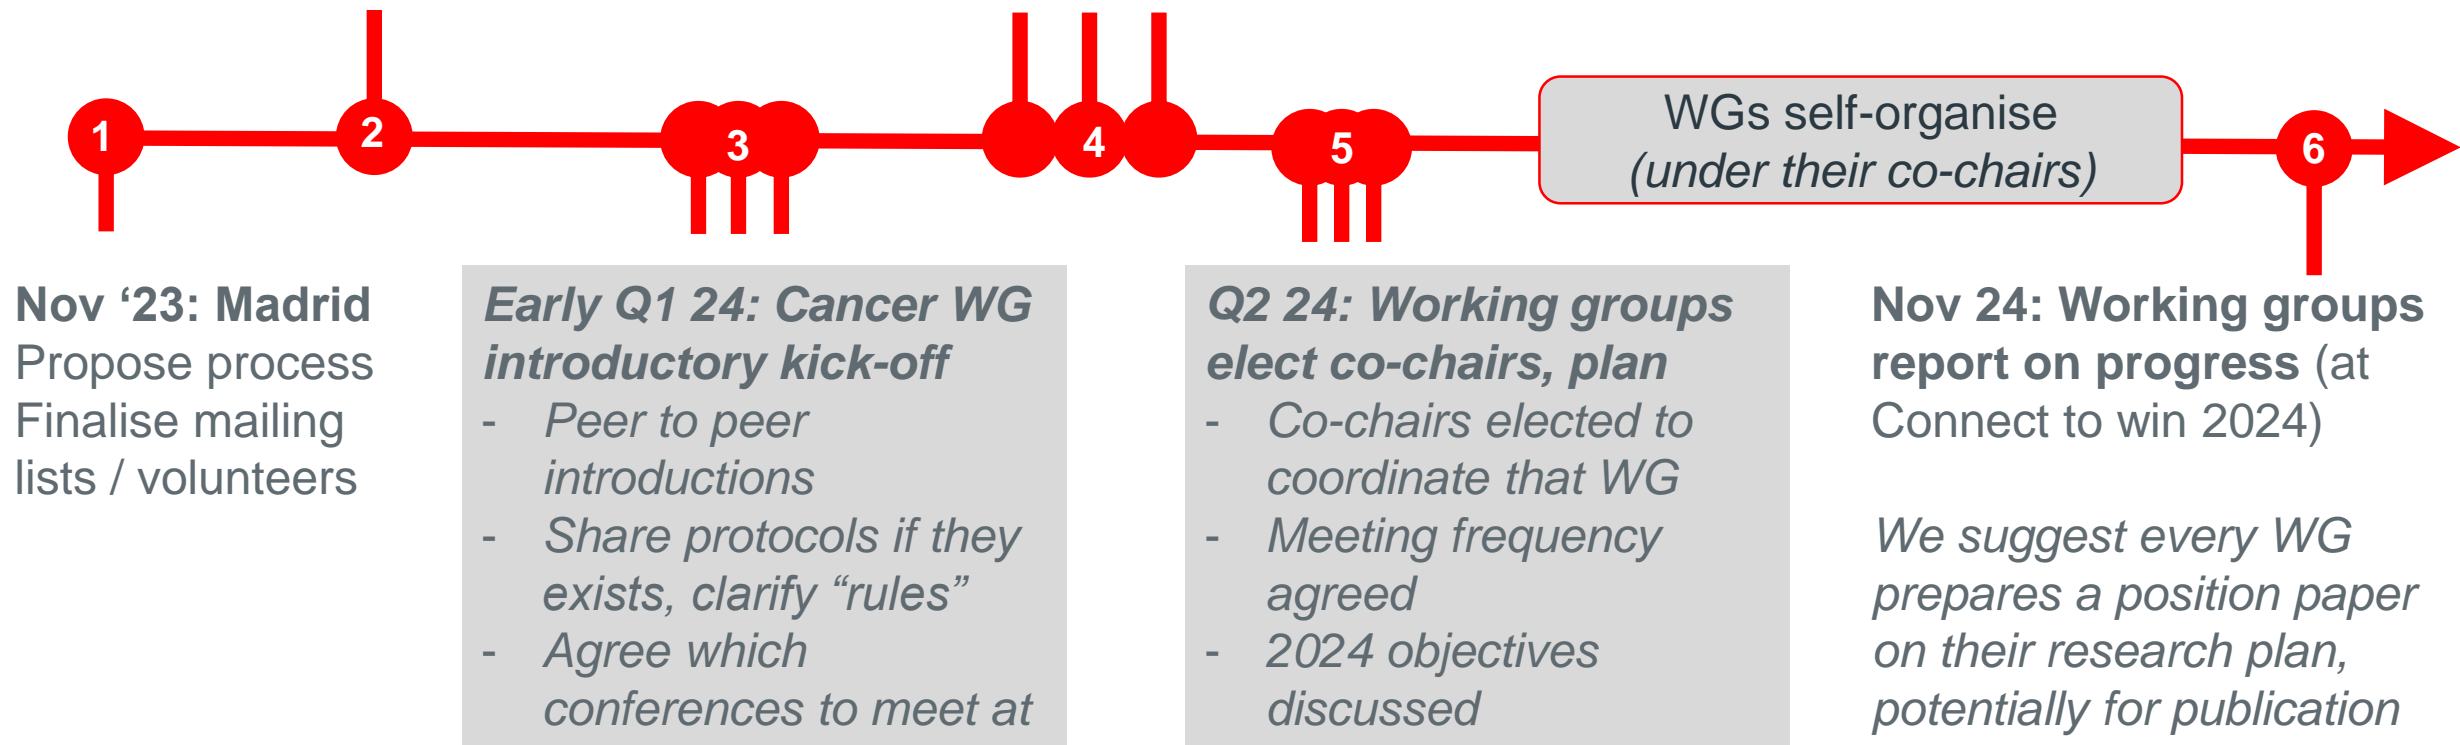 1
2
3
4
5
WGs self-organise
(under their co-chairs)
6
Nov ‘23: Madrid
Propose process
Finalise mailing
lists / volunteers
Early Q1 24: Cancer WG
introductory kick-off
- Peer to peer
introductions
- Share protocols if they
exists, clarify “rules”
- Agree which
conferences to meet at
Q2 24: Working groups
elect co-chairs, plan
- Co-chairs elected to
coordinate that WG
- Meeting frequency
agreed
- 2024 objectives
discussed
Nov 24: Working groups
report on progress (at
Connect to win 2024)
We suggest every WG
prepares a position paper
on their research plan,
potentially for publication